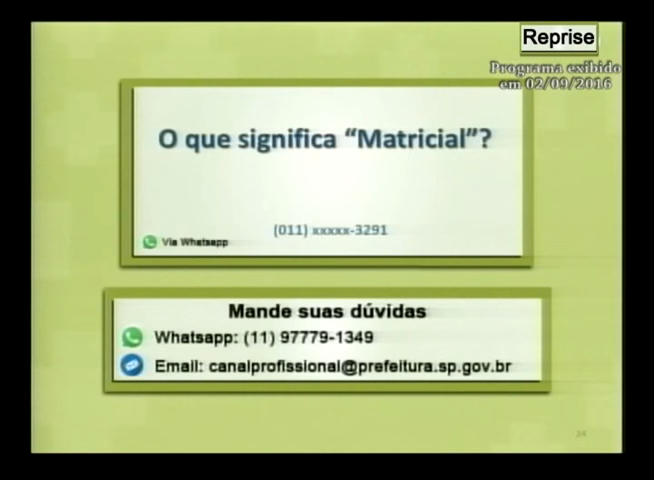 Reprise
Programa exibido
em 02/09/2016
O que significa “Matricial”?
(011) xxxxx-3291
Via Whatsapp
Mande suas dúvidas
Whatsapp: (11) 97779-1349
Email: canalprofissional@prefeitura.sp.gov.br
24